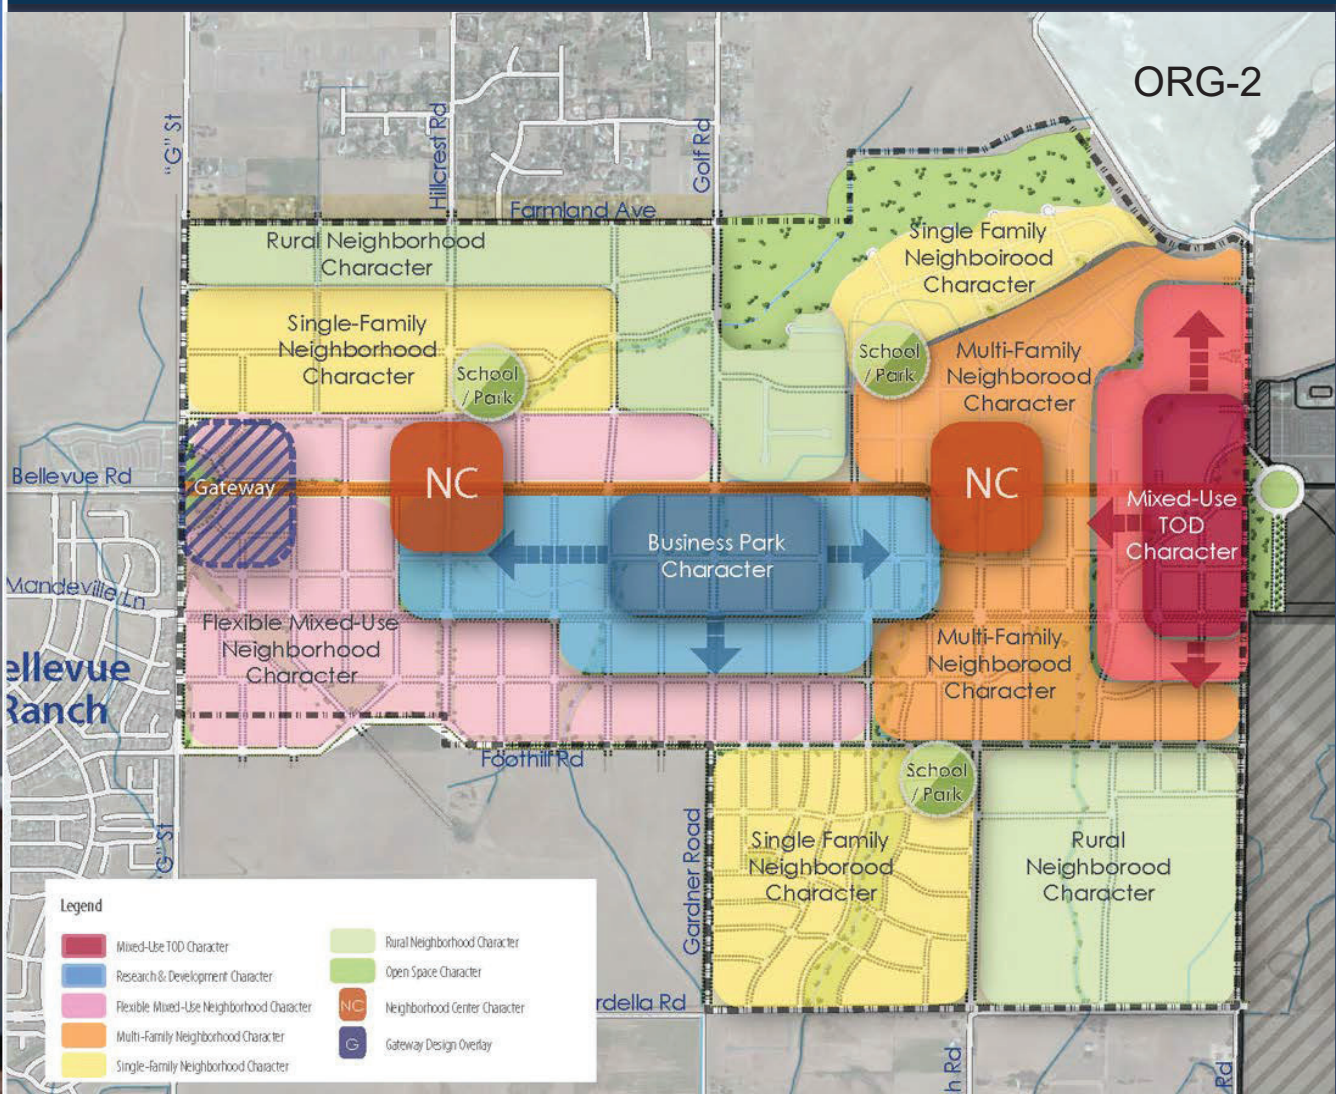 ORG-2
"G" St
Hillcrest Rd
Golf Rd
Farmland Ave
Rural Neighborhood
Character
Single Family
Neighboirood
Character
Single-Family
Neighborhood
Character
School
/ Park
School
/ Park
Multi-Family
Neighborood
Character
Bellevue Rd
Gateway
NC
NC
Mixed-Use
TOD
Character
Business Park
Character
Mandeville Ln
Flexible Mixed-Use
Neighborhood
Character
Multi-Family
Neighborood
Character
ellevue
Ranch
Foothill Rd
School
/ Park
"G" St
Gardner Road
Single Family
Neighborood
Character
Rural
Neighborood
Character
rdella Rd
h Rd
Rd
Legend
Mixed-Use TOD Character
Research & Development Character
Flexible Mixed-Use Neighborhood Character
Multi-Family Neighborhood Character
Single-Family Neighborhood Character
Rural Neighborhood Character
Open Space Character
NC
Neighborhood Center Character
G
Gateway Design Overlay